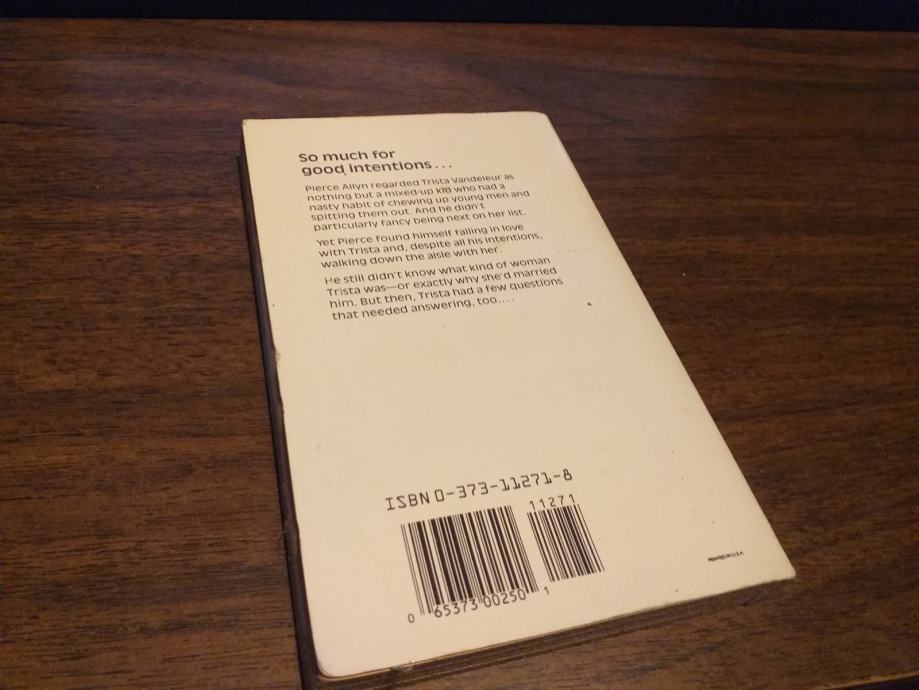 So much for
good intentions...
Pierce Allyn regarded Trista Vandeleur as
nothing but a mixed-up kid who had a
nasty habit of chewing up young men and
spitting them out. And he didn't
particularly fancy being next on her list.
Yet Pierce found himself falling in love
with Trista and, despite all his intentions,
walking down the aisle with her.
He still didn't know what kind of woman
Trista was—or exactly why she'd married
him. But then, Trista had a few questions
that needed answering, too....
ISBN 0-373-11271-8
11271
0 65373 00250 1
PRINTED IN U.S.A.